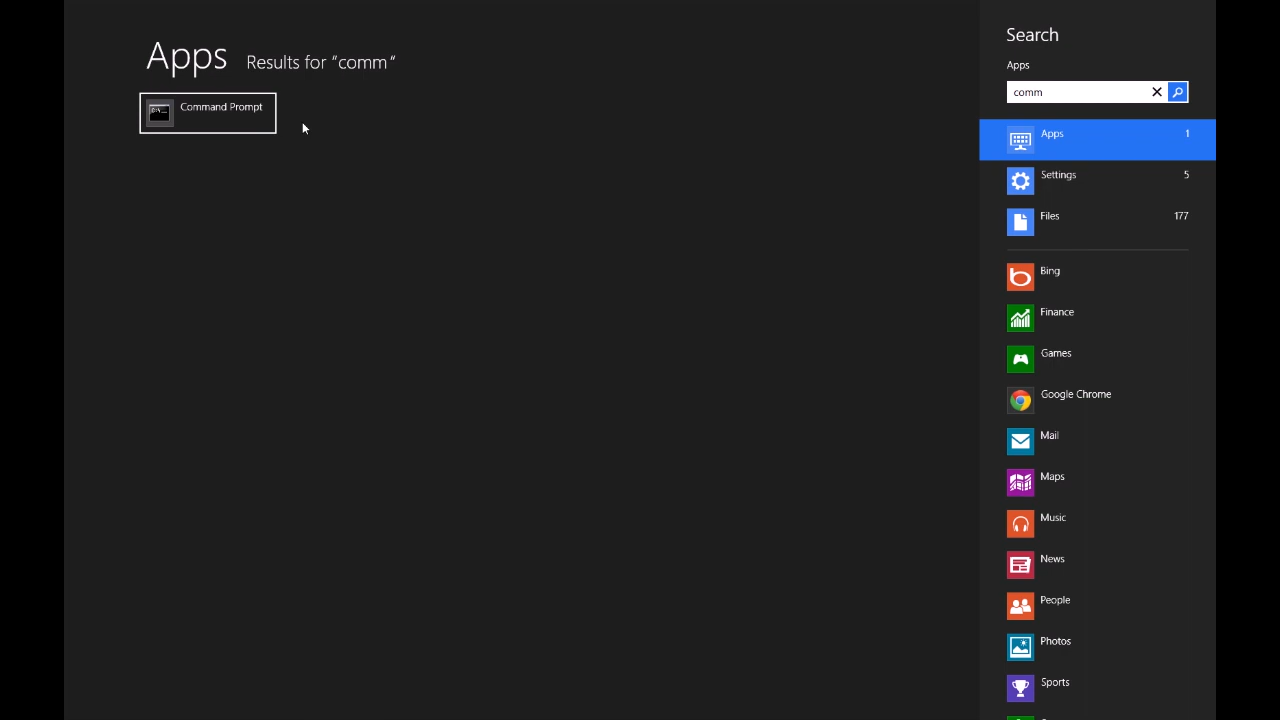 Apps Results for “comm”
Command Prompt
Search
Apps
comm
Apps 1
Settings 5
Files 177
Bing
Finance
Games
Google Chrome
Mail
Maps
Music
News
People
Photos
Sports